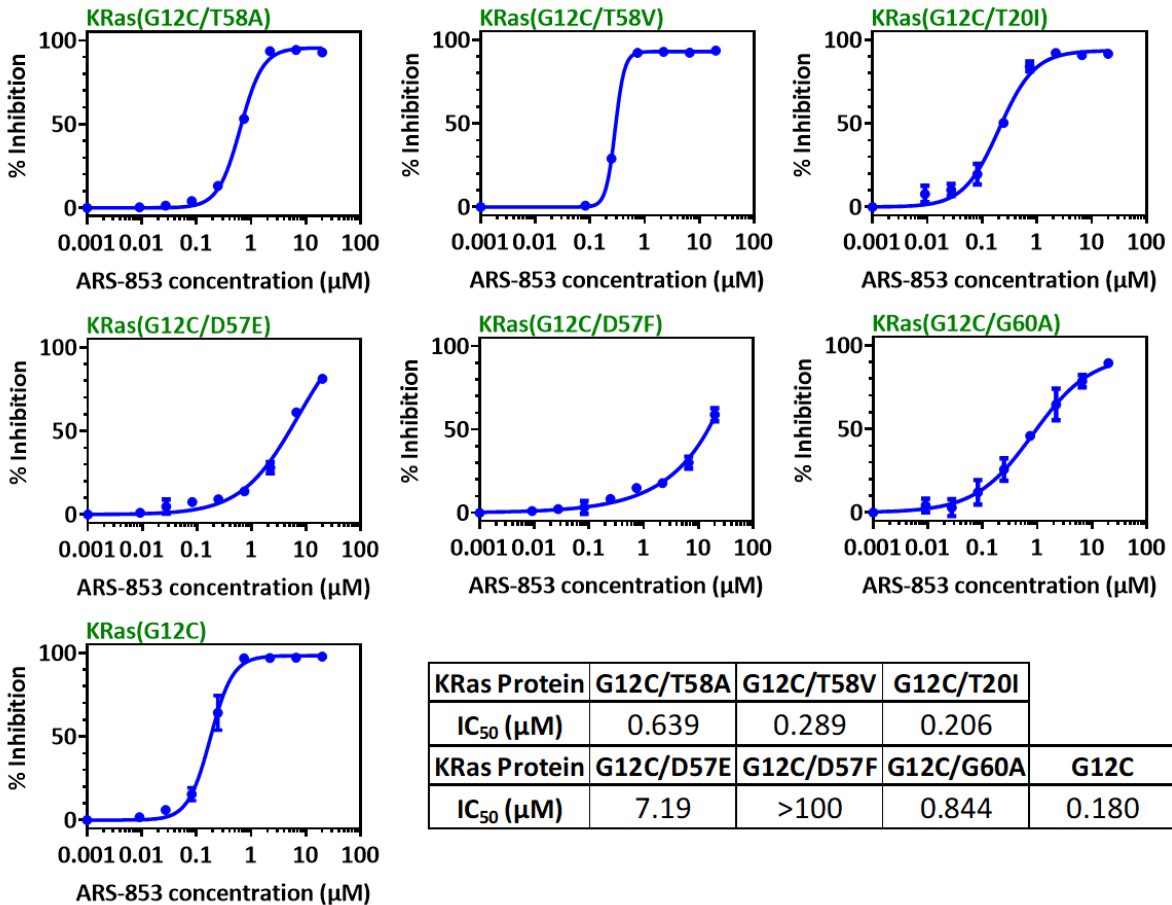 KRas(G12C/T58A)
% Inhibition
100
50
0
0.001 0.01 0.1 1 10 100
ARS-853 concentration (µM)
KRas(G12C/T58V)
% Inhibition
100
50
0
0.001 0.01 0.1 1 10 100
ARS-853 concentration (µM)
KRas(G12C/T20I)
% Inhibition
100
50
0
0.001 0.01 0.1 1 10 100
ARS-853 concentration (µM)
KRas(G12C/D57E)
% Inhibition
100
50
0
0.001 0.01 0.1 1 10 100
ARS-853 concentration (µM)
KRas(G12C/D57F)
% Inhibition
100
50
0
0.001 0.01 0.1 1 10 100
ARS-853 concentration (µM)
KRas(G12C/G60A)
% Inhibition
100
50
0
0.001 0.01 0.1 1 10 100
ARS-853 concentration (µM)
KRas(G12C)
% Inhibition
100
50
0
0.001 0.01 0.1 1 10 100
ARS-853 concentration (µM)
KRas Protein G12C/T58A G12C/T58V G12C/T20I
IC50 (µM) 0.639 0.289 0.206
KRas Protein G12C/D57E G12C/D57F G12C/G60A G12C
IC50 (µM) 7.19 >100 0.844 0.180